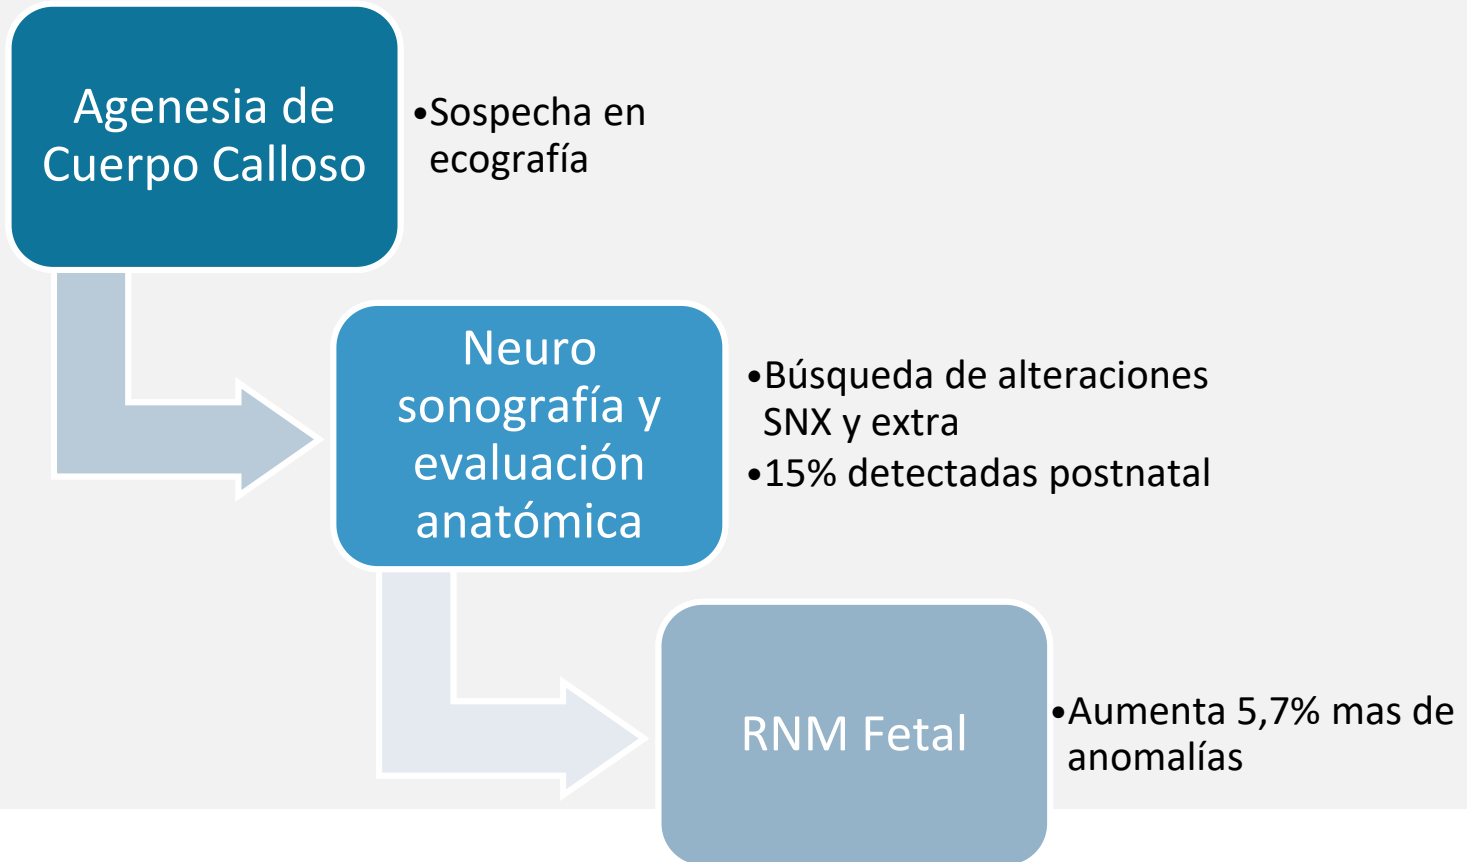 Agenesia de
Cuerpo Calloso
•Sospecha en
ecografía
Neuro
sonografía y
evaluación
anatómica
•Búsqueda de alteraciones
SNX y extra
•15% detectadas postnatal
RNM Fetal
•Aumenta 5,7% mas de
anomalías